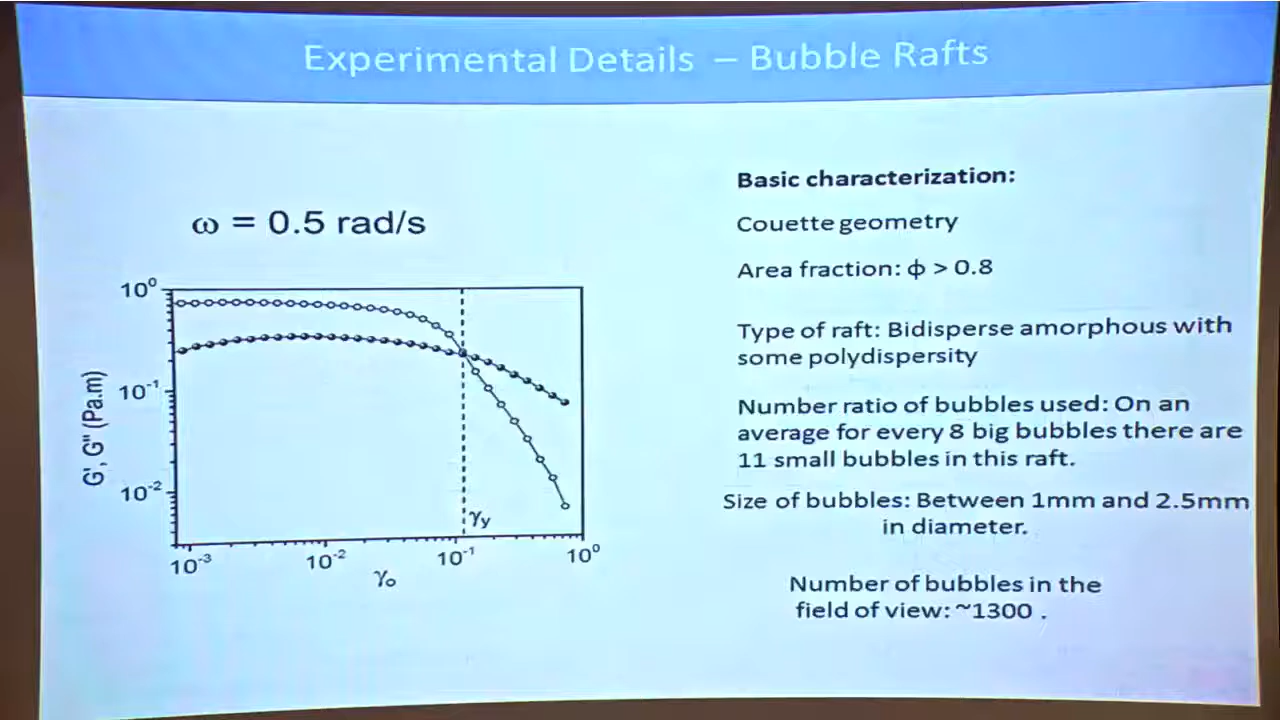 Experimental Details – Bubble Rafts
ω = 0.5 rad/s
10⁰
10⁻¹
10⁻²
G', G'' (Pa.m)
γy
10⁻³
10⁻²
10⁻¹
10⁰
γo
Basic characterization:
Couette geometry
Area fraction: ϕ > 0.8
Type of raft: Bidisperse amorphous with
some polydispersity
Number ratio of bubbles used: On an
average for every 8 big bubbles there are
11 small bubbles in this raft.
Size of bubbles: Between 1mm and 2.5mm
in diameter.
Number of bubbles in the
field of view: ~1300 .